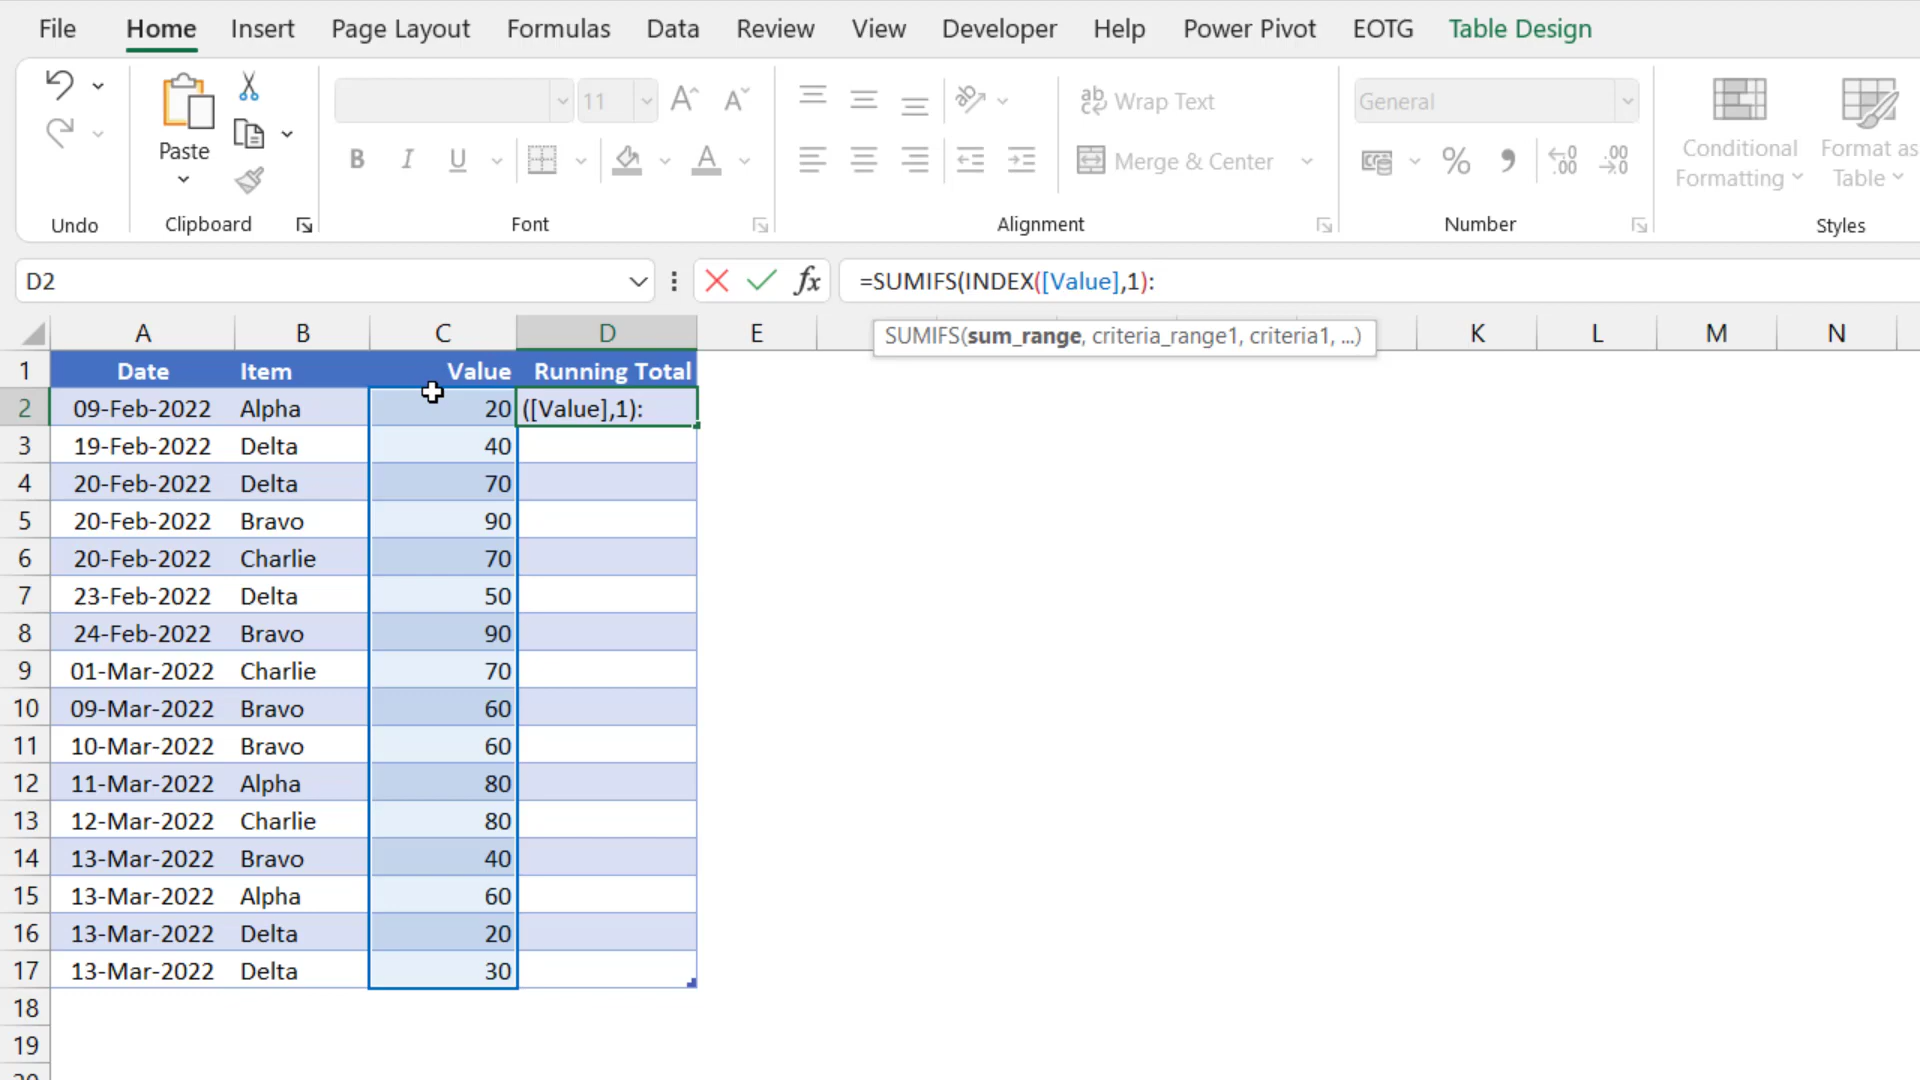 File Home Insert Page Layout Formulas Data Review View Developer Help Power Pivot EOTG Table Design
11
General
ab Wrap Text
Paste
B I U A
Merge & Center
% 9 .00
Conditional Formatting
Format as Table
Undo Clipboard Font Alignment Number Styles
D2 fx =SUMIFS(INDEX([Value],1):
SUMIFS(sum_range, criteria_range1, criteria1, ...)
A B C D E K L M N
1 Date Item Value Running Total
2 09-Feb-2022 Alpha 20 ([Value],1):
3 19-Feb-2022 Delta 40
4 20-Feb-2022 Delta 70
5 20-Feb-2022 Bravo 90
6 20-Feb-2022 Charlie 70
7 23-Feb-2022 Delta 50
8 24-Feb-2022 Bravo 90
9 01-Mar-2022 Charlie 70
10 09-Mar-2022 Bravo 60
11 10-Mar-2022 Bravo 60
12 11-Mar-2022 Alpha 80
13 12-Mar-2022 Charlie 80
14 13-Mar-2022 Bravo 40
15 13-Mar-2022 Alpha 60
16 13-Mar-2022 Delta 20
17 13-Mar-2022 Delta 30
18
19